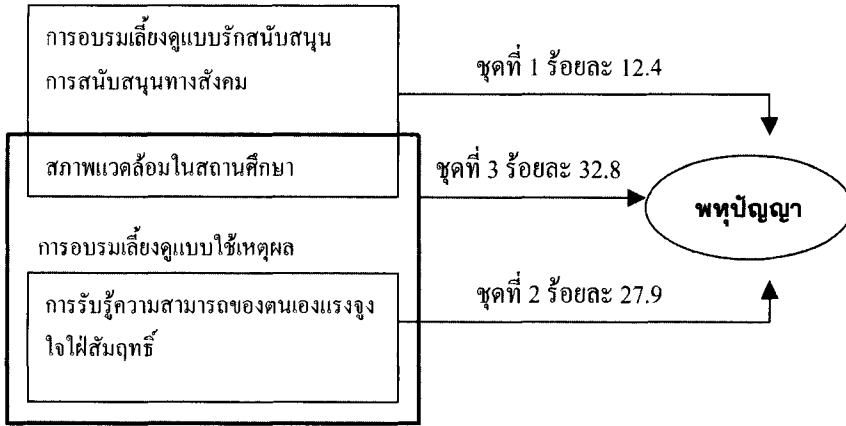 การอบรมเลี้ยงดูแบบรักสนับสนุน
การสนับสนุนทางสังคม
ชุดที่ 1 ร้อยละ 12.4
สภาพแวดล้อมในสถานศึกษา
ชุดที่ 3 ร้อยละ 32.8
พหุปัญญา
การอบรมเลี้ยงดูแบบใช้เหตุผล
การรับรู้ความสามารถของตนเองแรงจูง
ใจใฝ่สัมฤทธิ์
ชุดที่ 2 ร้อยละ 27.9